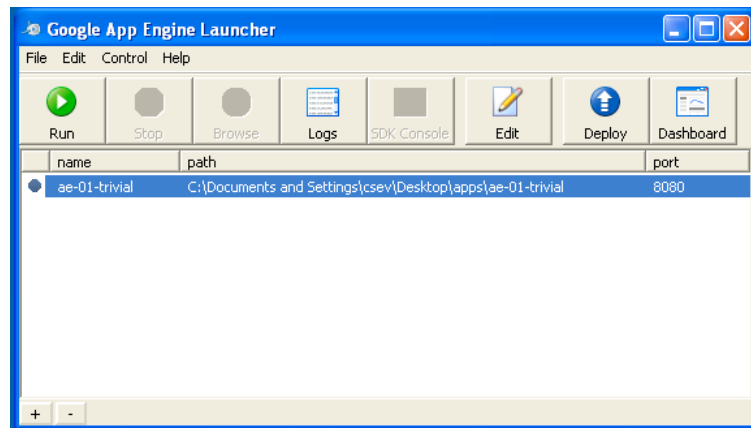 Google App Engine Launcher
File Edit Control Help
Run Stop Browse Logs SDK Console Edit Deploy Dashboard
name path port
ae-01-trivial C:\Documents and Settings\csev\Desktop\apps\ae-01-trivial 8080
+ -